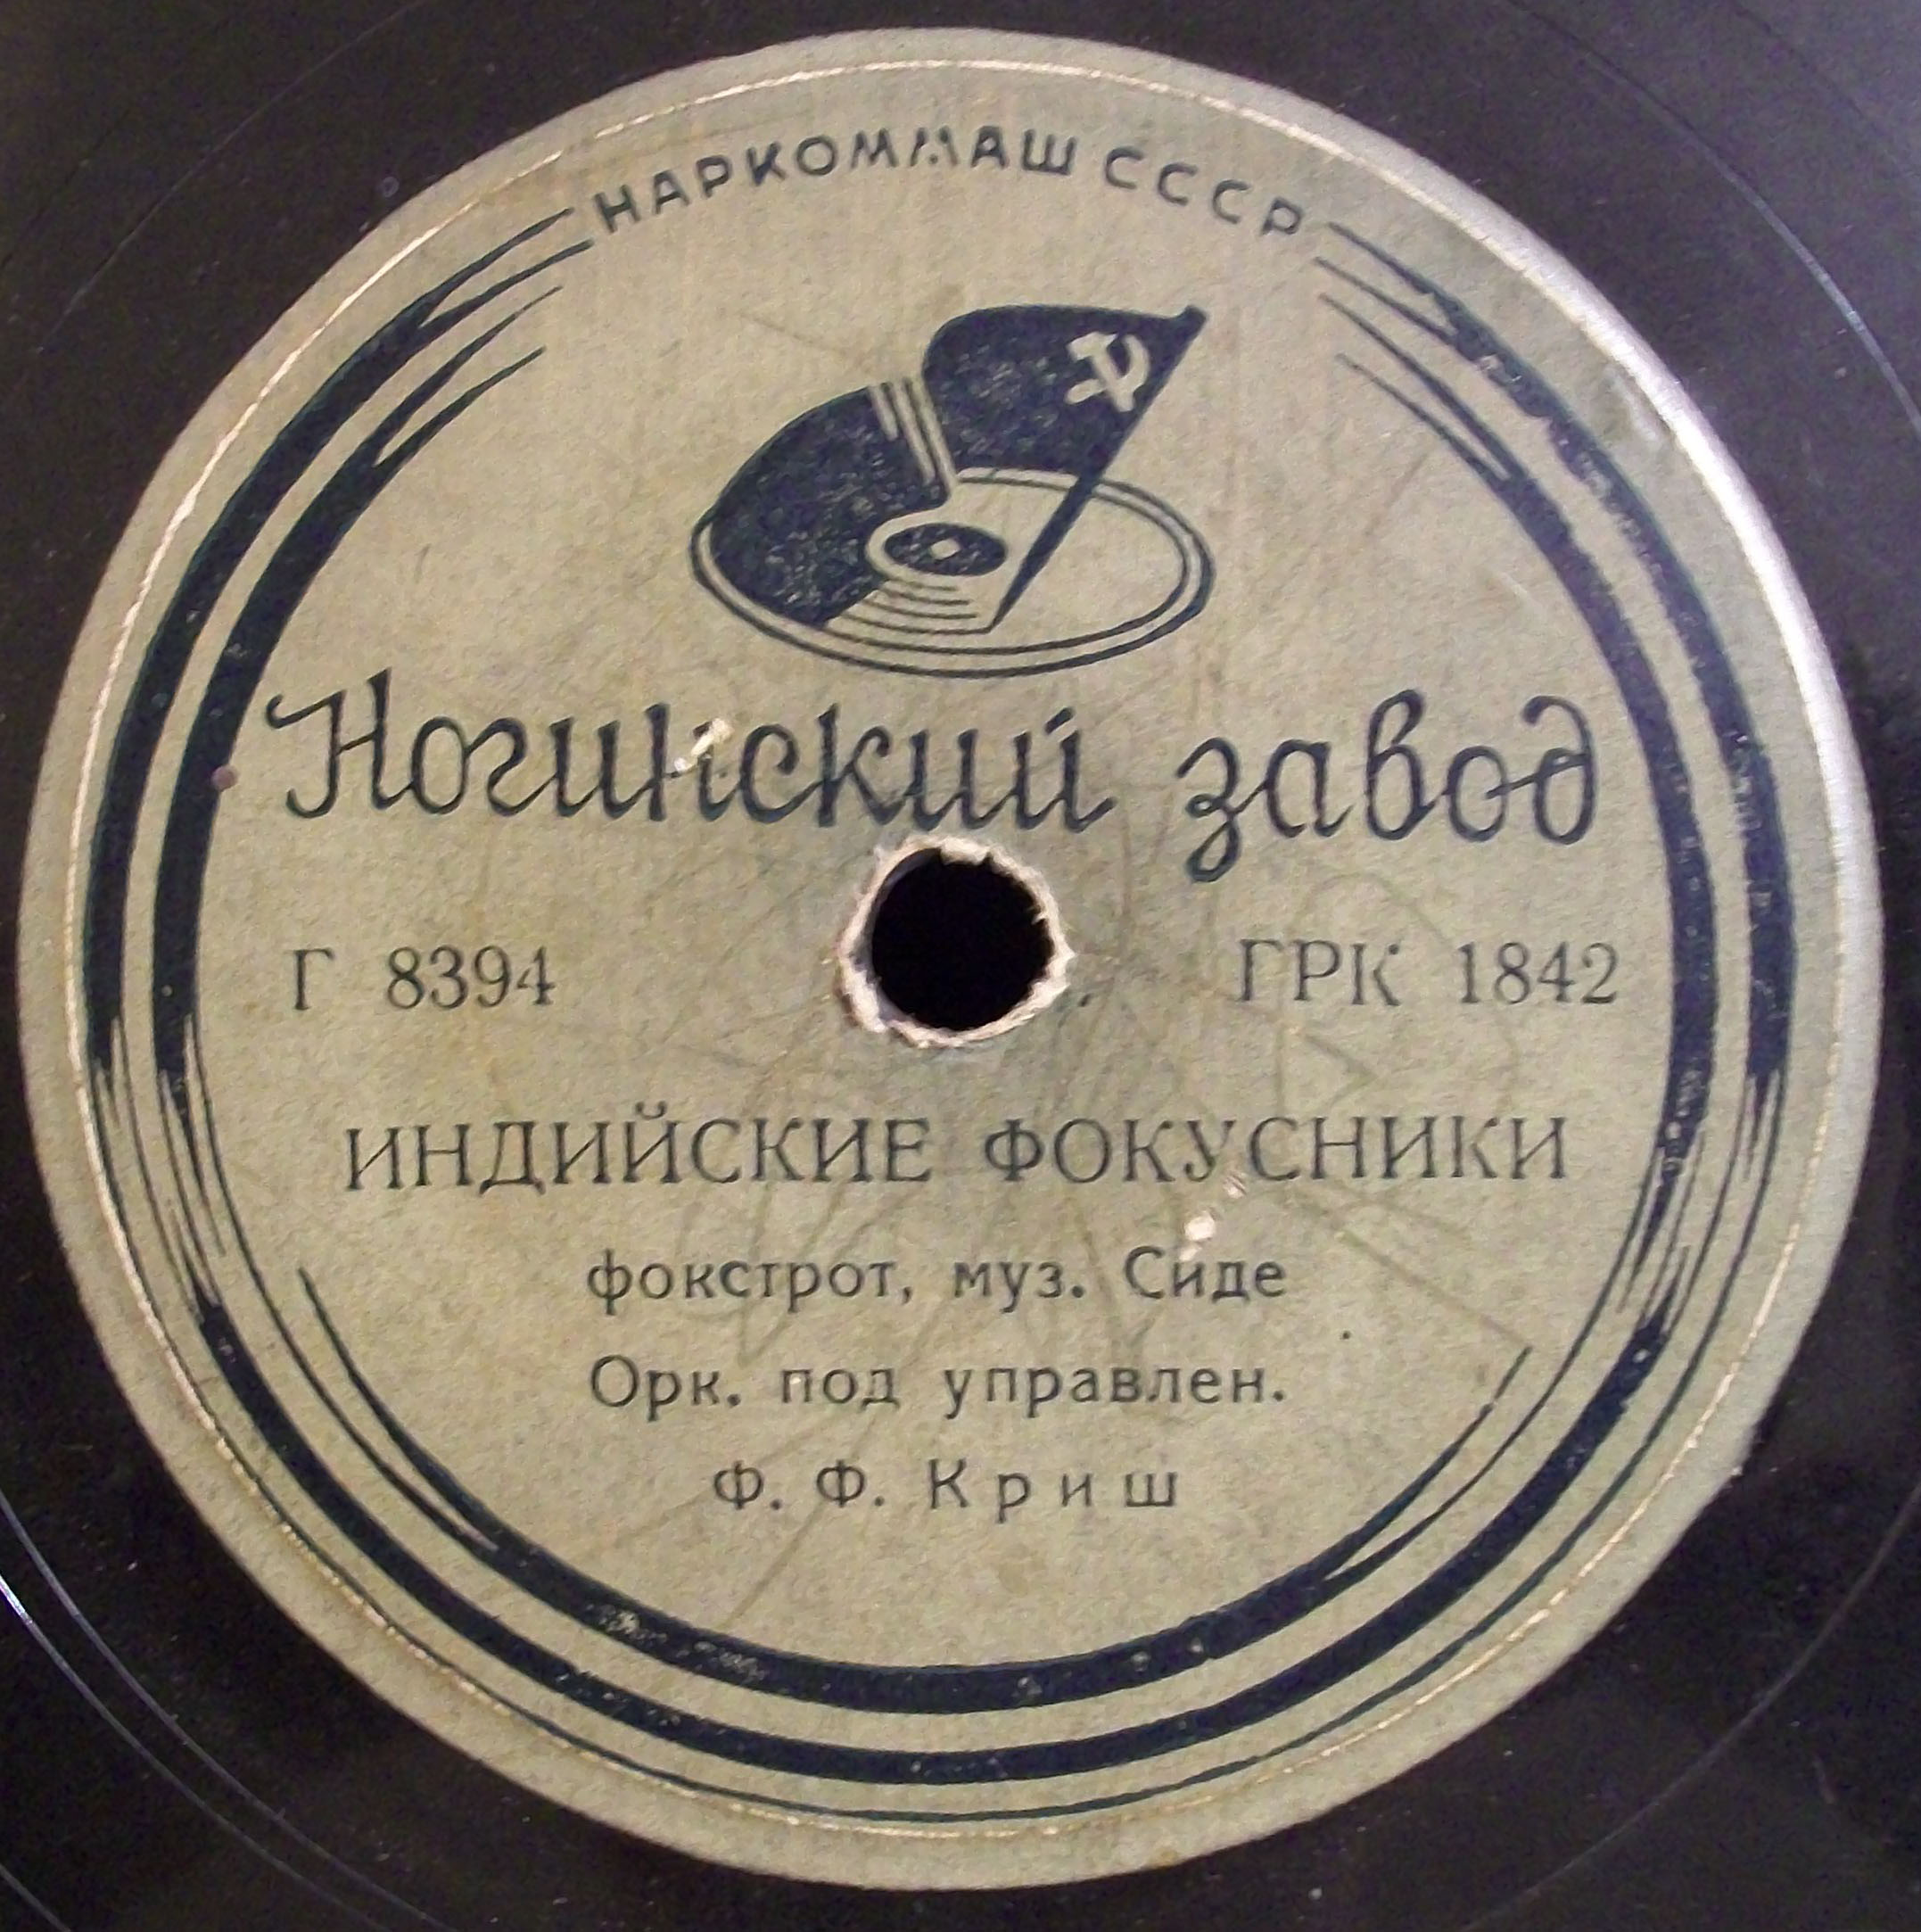 НАРКОММАШ СССР
Ногинский завод
Г 8394 ГРК 1842
ИНДИЙСКИЕ ФОКУСНИКИ
фокстрот, муз. Сиде
Орк. под управлен.
Ф. Ф. Криш